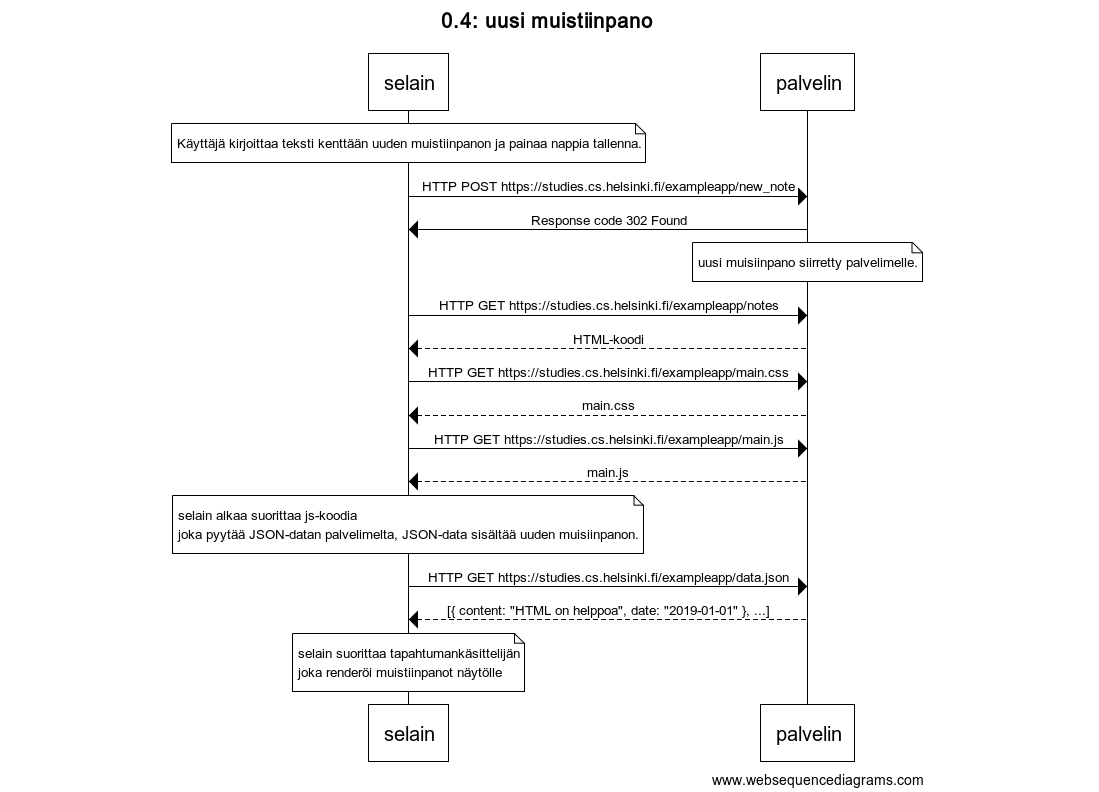 0.4: uusi muistiinpano
selain
palvelin
Käyttäjä kirjoittaa teksti kenttään uuden muistiinpanon ja painaa nappia tallenna.
HTTP POST https://studies.cs.helsinki.fi/exampleapp/new_note
Response code 302 Found
uusi muisiinpano siirretty palvelimelle.
HTTP GET https://studies.cs.helsinki.fi/exampleapp/notes
HTML-koodi
HTTP GET https://studies.cs.helsinki.fi/exampleapp/main.css
main.css
HTTP GET https://studies.cs.helsinki.fi/exampleapp/main.js
main.js
selain alkaa suorittaa js-koodia
joka pyytää JSON-datan palvelimelta, JSON-data sisältää uuden muisiinpanon.
HTTP GET https://studies.cs.helsinki.fi/exampleapp/data.json
[{ content: "HTML on helppoa", date: "2019-01-01" }, ...]
selain suorittaa tapahtumankäsittelijän
joka renderöi muistiinpanot näytölle
selain
palvelin
www.websequencediagrams.com